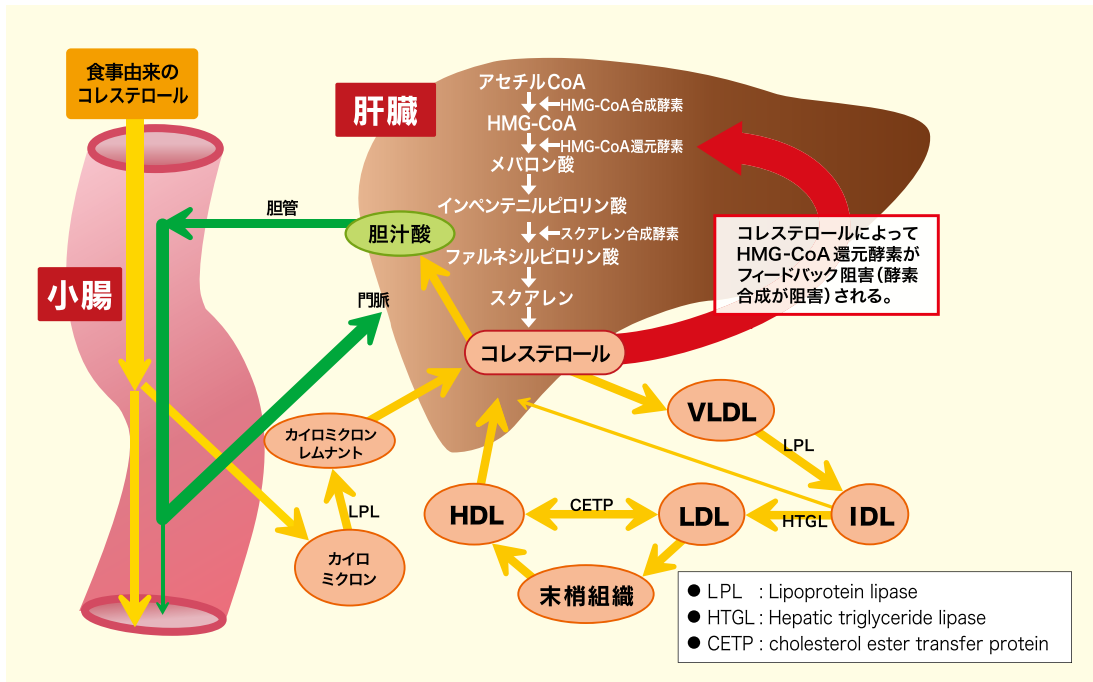 食事由来の
コレステロール
肝臓
アセチルCoA
HMG-CoA合成酵素
HMG-CoA
HMG-CoA還元酵素
メバロン酸
インペンテニルピロリン酸
スクアレン合成酵素
ファルネシルピロリン酸
スクアレン
コレステロール
胆管
胆汁酸
コレステロールによって
HMG-CoA還元酵素が
フィードバック阻害(酵素
合成が阻害)される。
小腸
門脈
カイロミクロン
レムナント
LPL
カイロ
ミクロン
VLDL
LPL
HDL
CETP
LDL
HTGL
IDL
末梢組織
● LPL : Lipoprotein lipase
● HTGL : Hepatic triglyceride lipase
● CETP : cholesterol ester transfer protein